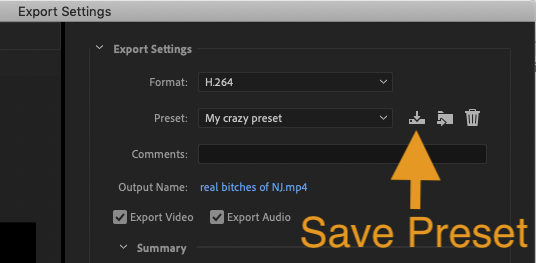 Export Settings
Export Settings
Format: H.264
Preset: My crazy preset
Comments:
Output Name: real bitches of NJ.mp4
Export Video Export Audio
Save Preset
Summary